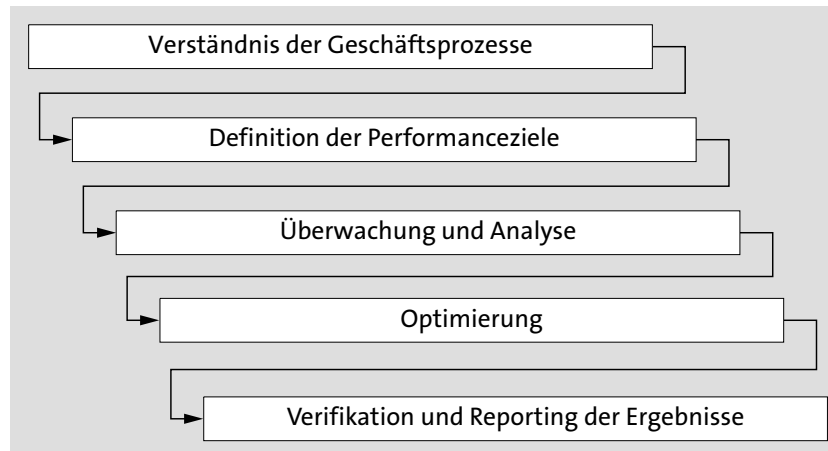 Verständnis der Geschäftsprozesse
Definition der Performanceziele
Überwachung und Analyse
Optimierung
Verifikation und Reporting der Ergebnisse